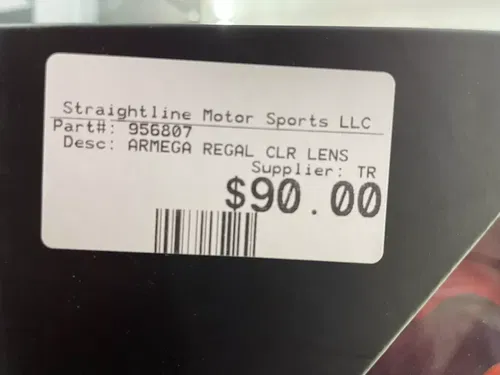 Straightline Motor Sports LLC
Part#: 956807
Desc: ARMEGA REGAL CLR LENS
Supplier: TR
$90.00